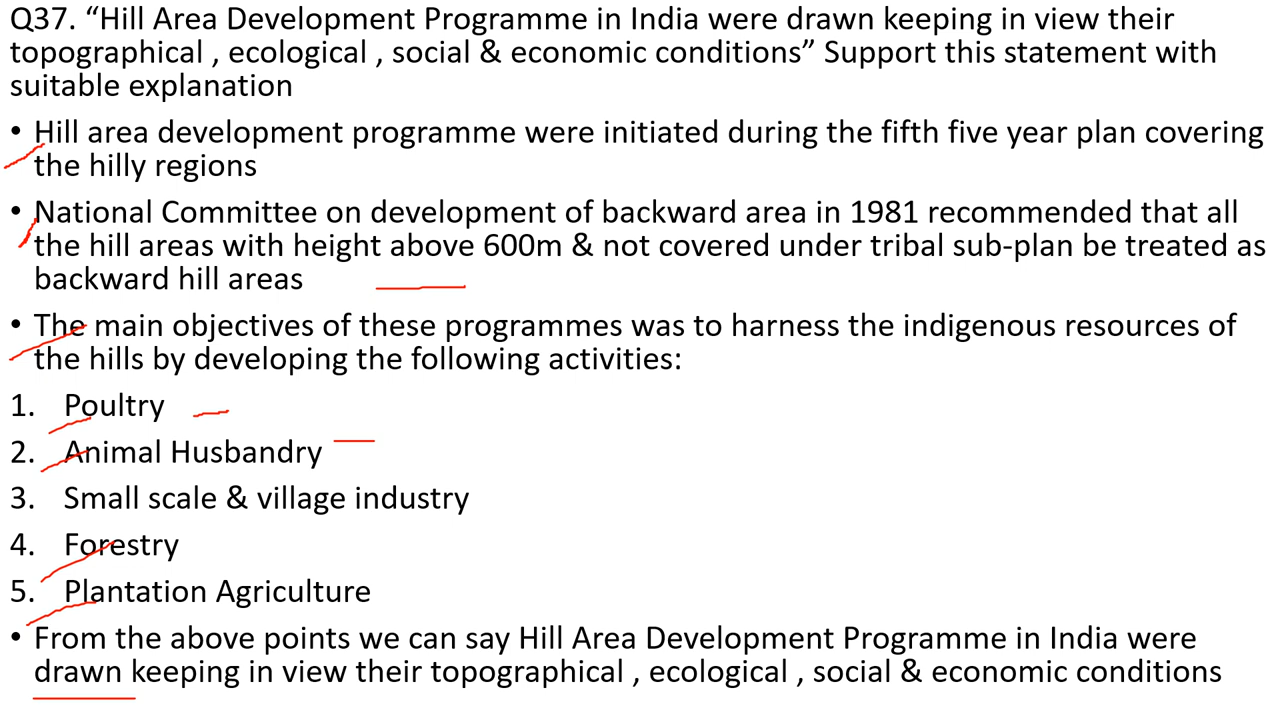 Q37. “Hill Area Development Programme in India were drawn keeping in view their
topographical , ecological , social & economic conditions” Support this statement with
suitable explanation
• Hill area development programme were initiated during the fifth five year plan covering
the hilly regions
• National Committee on development of backward area in 1981 recommended that all
the hill areas with height above 600m & not covered under tribal sub-plan be treated as
backward hill areas
• The main objectives of these programmes was to harness the indigenous resources of
the hills by developing the following activities:
1. Poultry
2. Animal Husbandry
3. Small scale & village industry
4. Forestry
5. Plantation Agriculture
• From the above points we can say Hill Area Development Programme in India were
drawn keeping in view their topographical , ecological , social & economic conditions